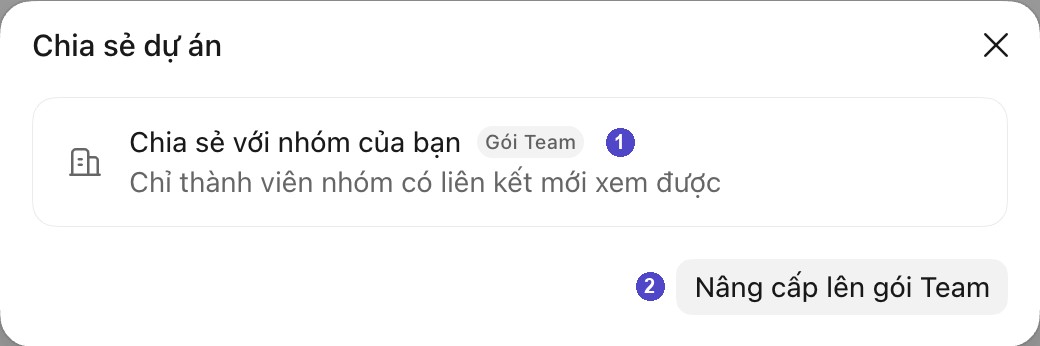 Chia sẻ dự án
Chia sẻ với nhóm của bạn Gói Team 1
Chỉ thành viên nhóm có liên kết mới xem được
2 Nâng cấp lên gói Team